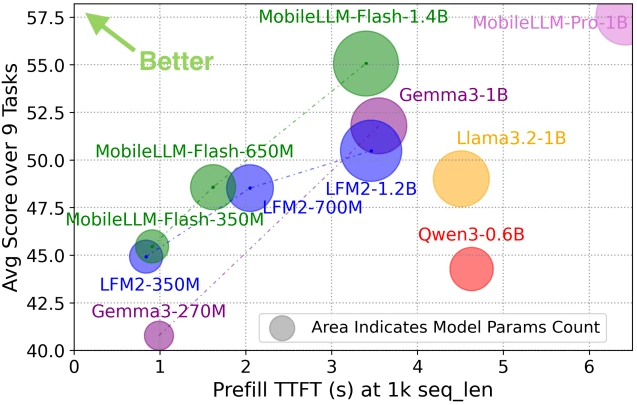 57.5
55.0
52.5
50.0
47.5
45.0
42.5
40.0
Avg Score over 9 Tasks
Better
MobileLLM-Flash-1.4B
MobileLLM-Pro-1B
Gemma3-1B
Llama3.2-1B
MobileLLM-Flash-650M
LFM2-1.2B
LFM2-700M
MobileLLM-Flash-350M
Qwen3-0.6B
LFM2-350M
Gemma3-270M
Area Indicates Model Params Count
0 1 2 3 4 5 6
Prefill TTFT (s) at 1k seq_len